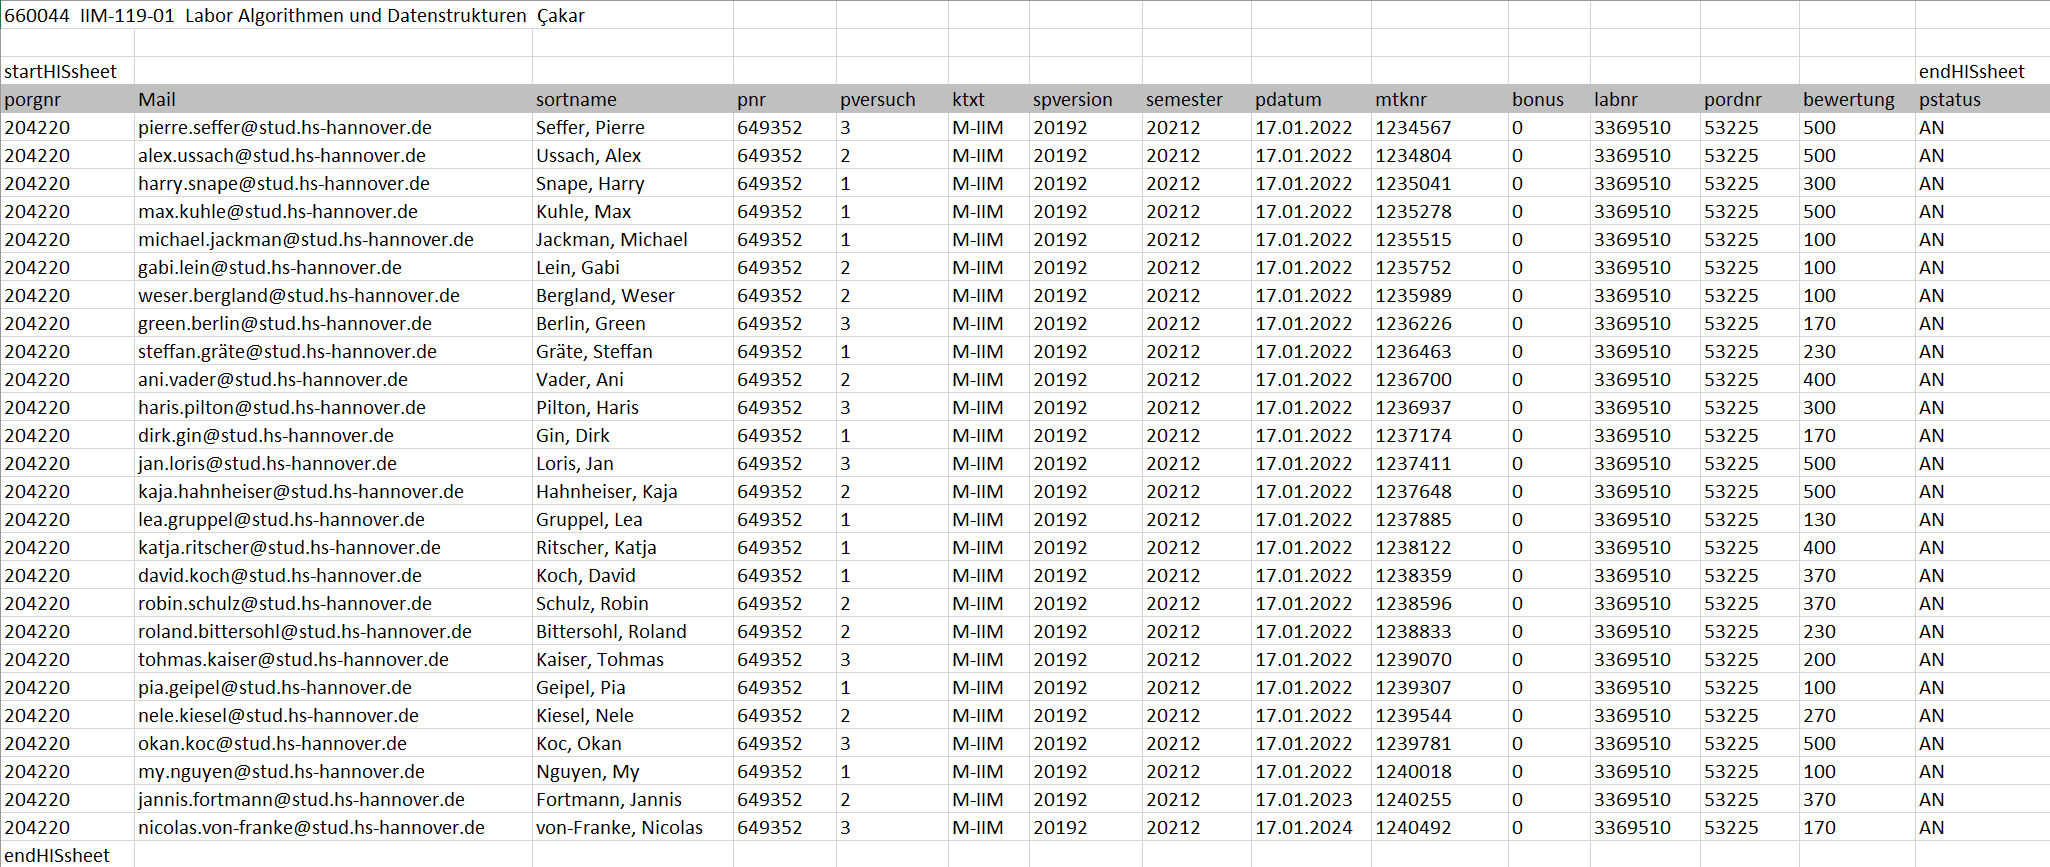 660044  IIM-119-01  Labor Algorithmen und Datenstrukturen  Çakar
startHISsheet endHISsheet
porgnr Mail sortname pnr pversuch ktxt spversion semester pdatum mtknr bonus labnr pordnr bewertung pstatus
204220 pierre.seffer@stud.hs-hannover.de Seffer, Pierre 649352 3 M-IIM 20192 20212 17.01.2022 1234567 0 3369510 53225 500 AN
204220 alex.ussach@stud.hs-hannover.de Ussach, Alex 649352 2 M-IIM 20192 20212 17.01.2022 1234804 0 3369510 53225 500 AN
204220 harry.snape@stud.hs-hannover.de Snape, Harry 649352 1 M-IIM 20192 20212 17.01.2022 1235041 0 3369510 53225 300 AN
204220 max.kuhle@stud.hs-hannover.de Kuhle, Max 649352 1 M-IIM 20192 20212 17.01.2022 1235278 0 3369510 53225 500 AN
204220 michael.jackman@stud.hs-hannover.de Jackman, Michael 649352 1 M-IIM 20192 20212 17.01.2022 1235515 0 3369510 53225 100 AN
204220 gabi.lein@stud.hs-hannover.de Lein, Gabi 649352 2 M-IIM 20192 20212 17.01.2022 1235752 0 3369510 53225 100 AN
204220 weser.bergland@stud.hs-hannover.de Bergland, Weser 649352 2 M-IIM 20192 20212 17.01.2022 1235989 0 3369510 53225 100 AN
204220 green.berlin@stud.hs-hannover.de Berlin, Green 649352 3 M-IIM 20192 20212 17.01.2022 1236226 0 3369510 53225 170 AN
204220 steffan.gräte@stud.hs-hannover.de Gräte, Steffan 649352 1 M-IIM 20192 20212 17.01.2022 1236463 0 3369510 53225 230 AN
204220 ani.vader@stud.hs-hannover.de Vader, Ani 649352 2 M-IIM 20192 20212 17.01.2022 1236700 0 3369510 53225 400 AN
204220 haris.pilton@stud.hs-hannover.de Pilton, Haris 649352 3 M-IIM 20192 20212 17.01.2022 1236937 0 3369510 53225 300 AN
204220 dirk.gin@stud.hs-hannover.de Gin, Dirk 649352 1 M-IIM 20192 20212 17.01.2022 1237174 0 3369510 53225 170 AN
204220 jan.loris@stud.hs-hannover.de Loris, Jan 649352 3 M-IIM 20192 20212 17.01.2022 1237411 0 3369510 53225 500 AN
204220 kaja.hahnheiser@stud.hs-hannover.de Hahnheiser, Kaja 649352 2 M-IIM 20192 20212 17.01.2022 1237648 0 3369510 53225 500 AN
204220 lea.gruppel@stud.hs-hannover.de Gruppel, Lea 649352 1 M-IIM 20192 20212 17.01.2022 1237885 0 3369510 53225 130 AN
204220 katja.ritscher@stud.hs-hannover.de Ritscher, Katja 649352 1 M-IIM 20192 20212 17.01.2022 1238122 0 3369510 53225 400 AN
204220 david.koch@stud.hs-hannover.de Koch, David 649352 1 M-IIM 20192 20212 17.01.2022 1238359 0 3369510 53225 370 AN
204220 robin.schulz@stud.hs-hannover.de Schulz, Robin 649352 2 M-IIM 20192 20212 17.01.2022 1238596 0 3369510 53225 370 AN
204220 roland.bittersohl@stud.hs-hannover.de Bittersohl, Roland 649352 2 M-IIM 20192 20212 17.01.2022 1238833 0 3369510 53225 230 AN
204220 tohmas.kaiser@stud.hs-hannover.de Kaiser, Tohmas 649352 3 M-IIM 20192 20212 17.01.2022 1239070 0 3369510 53225 200 AN
204220 pia.geipel@stud.hs-hannover.de Geipel, Pia 649352 1 M-IIM 20192 20212 17.01.2022 1239307 0 3369510 53225 100 AN
204220 nele.kiesel@stud.hs-hannover.de Kiesel, Nele 649352 2 M-IIM 20192 20212 17.01.2022 1239544 0 3369510 53225 270 AN
204220 okan.koc@stud.hs-hannover.de Koc, Okan 649352 3 M-IIM 20192 20212 17.01.2022 1239781 0 3369510 53225 500 AN
204220 my.nguyen@stud.hs-hannover.de Nguyen, My 649352 1 M-IIM 20192 20212 17.01.2022 1240018 0 3369510 53225 100 AN
204220 jannis.fortmann@stud.hs-hannover.de Fortmann, Jannis 649352 2 M-IIM 20192 20212 17.01.2023 1240255 0 3369510 53225 370 AN
204220 nicolas.von-franke@stud.hs-hannover.de von-Franke, Nicolas 649352 3 M-IIM 20192 20212 17.01.2024 1240492 0 3369510 53225 170 AN
endHISsheet